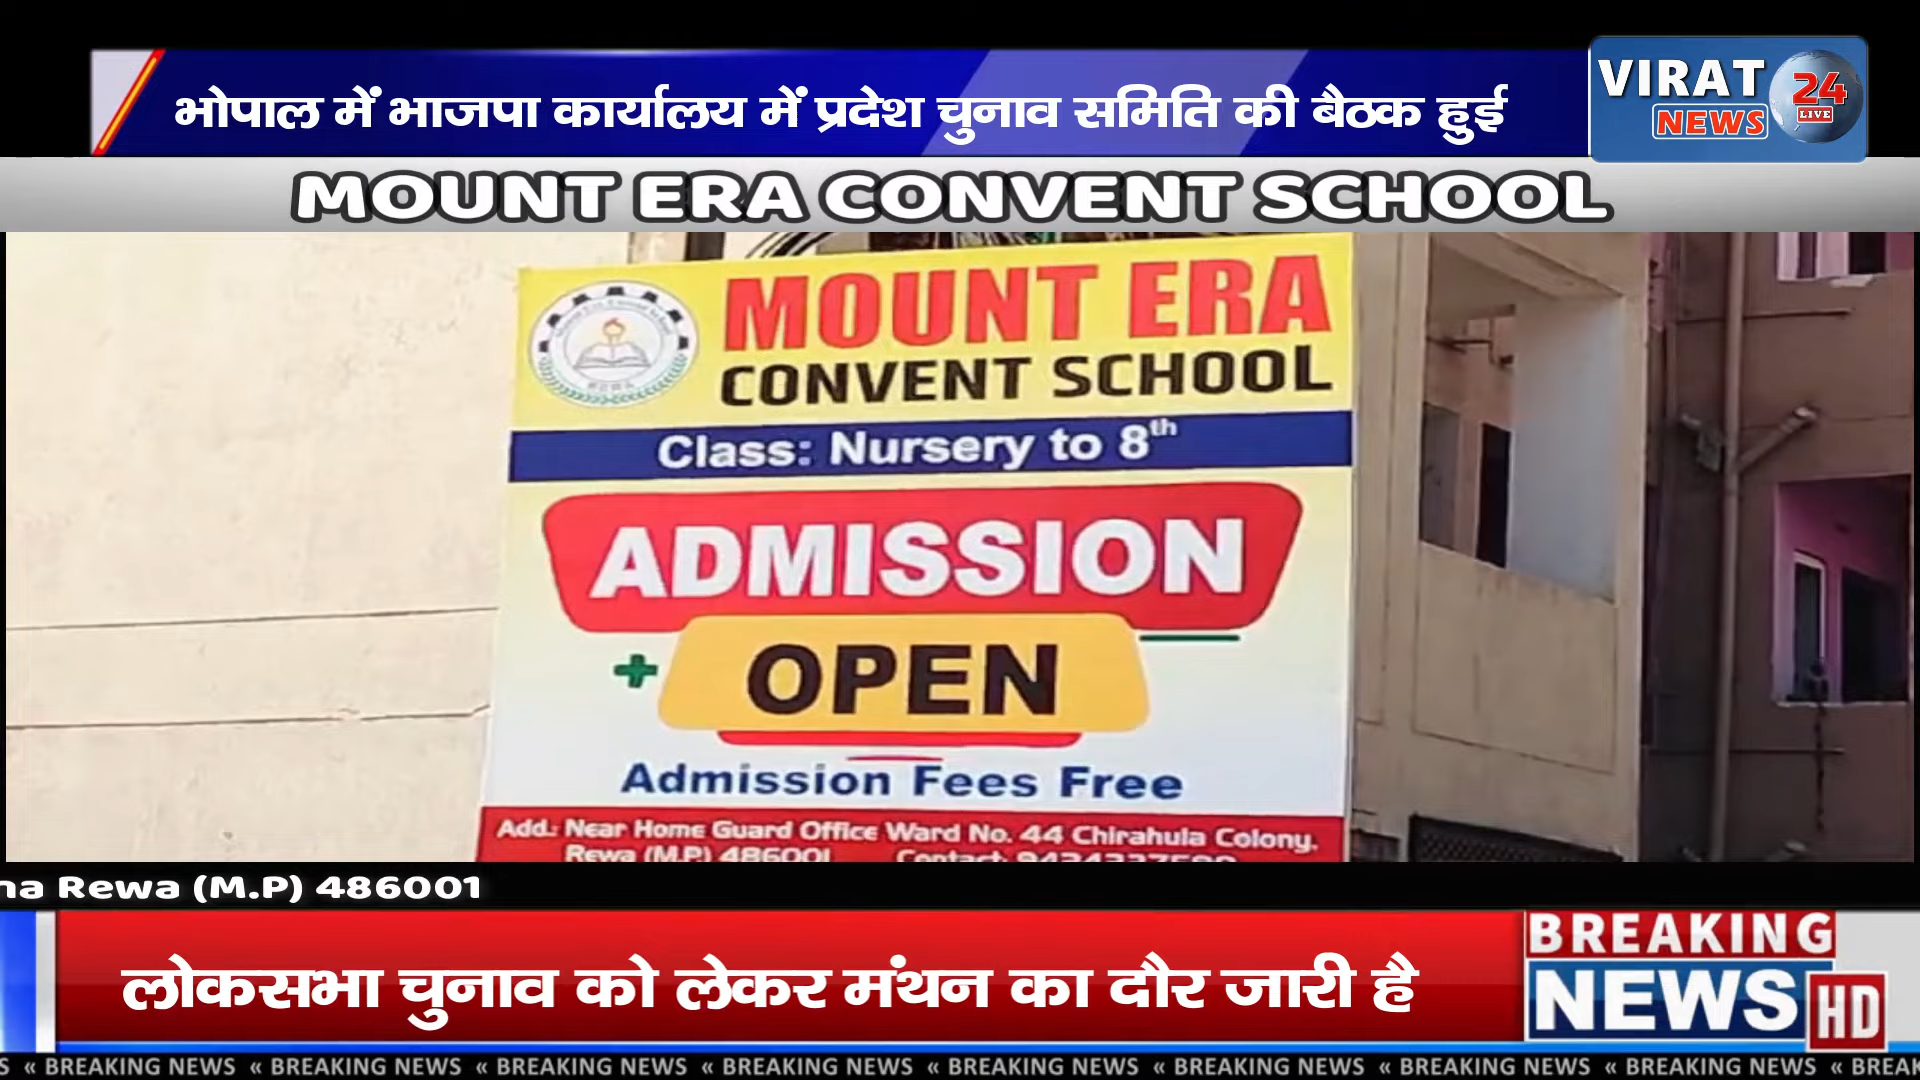 भोपाल में भाजपा कार्यालय में प्रदेश चुनाव समिति की बैठक हुई
VIRAT
NEWS
24
LIVE
MOUNT ERA CONVENT SCHOOL
MOUNT ERA
CONVENT SCHOOL
Class: Nursery to 8th
ADMISSION
OPEN
Admission Fees Free
Add.: Near Home Guard Office Ward No. 44 Chirahula Colony,
Rewa (M.P) 486001 Contact:
Rewa (M.P) 486001
लोकसभा चुनाव को लेकर मंथन का दौर जारी है
BREAKING
NEWS HD
« BREAKING NEWS « BREAKING NEWS « BREAKING NEWS « BREAKING NEWS « BREAKING NEWS « BREAKING NEWS « BREAKING NEWS « BREAKING NEWS «